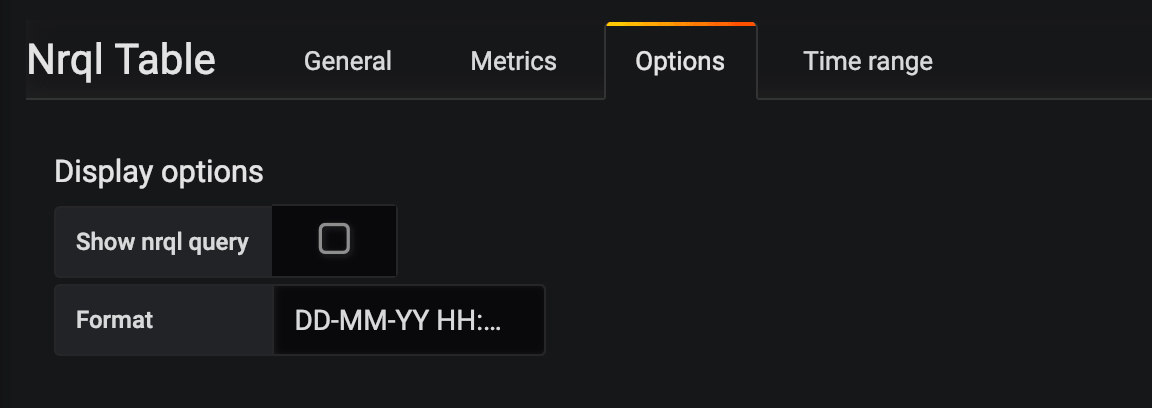 Nrql Table General Metrics Options Time range
Display options
Show nrql query
Format DD-MM-YY HH:...